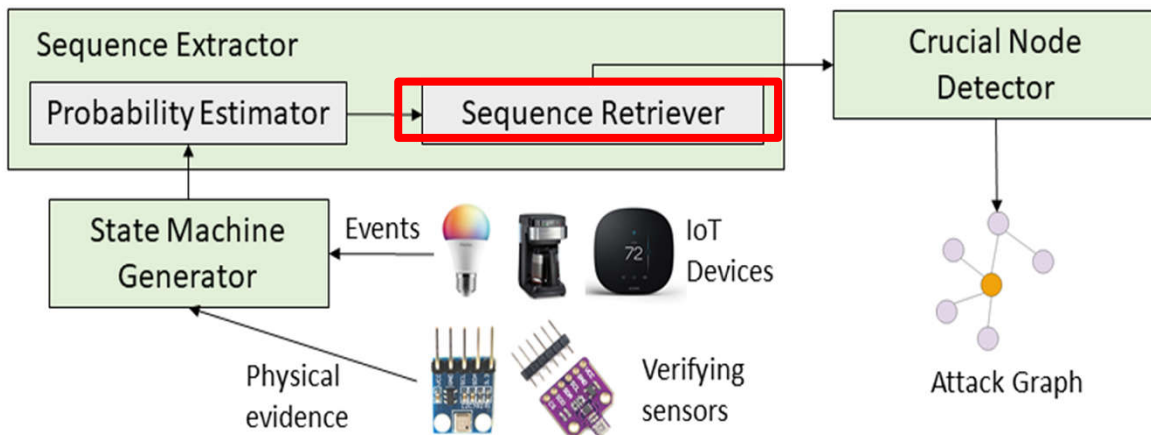 Sequence Extractor
Probability Estimator
Sequence Retriever
Crucial Node
Detector
State Machine
Generator
Events
72
IoT
Devices
Physical
evidence
Verifying
sensors
Attack Graph